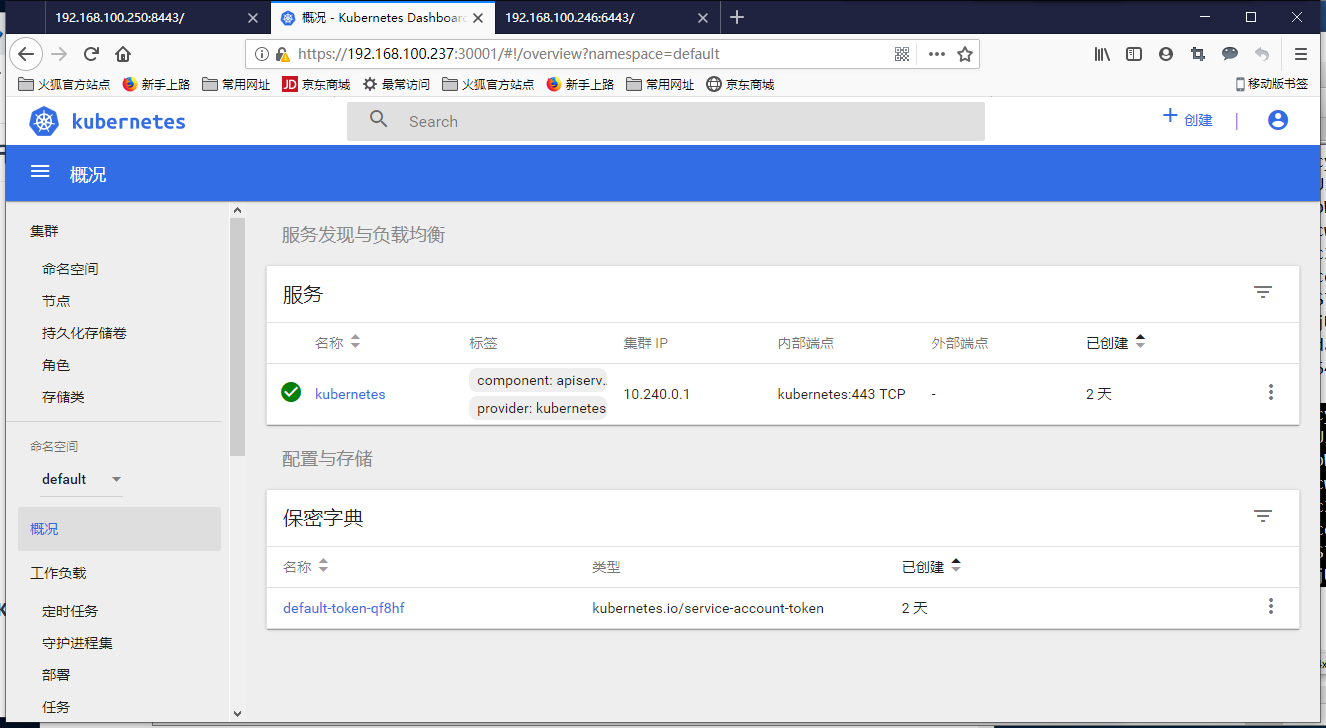 192.168.100.250:8443/
概况 - Kubernetes Dashboard
192.168.100.246:6443/
https://192.168.100.237:30001/#!/overview?namespace=default
火狐官方站点 新手上路 常用网址 JD 京东商城 最常访问 火狐官方站点 新手上路 常用网址 京东商城 移动版书签
kubernetes
Search
创建
概况
集群
命名空间
节点
持久化存储卷
角色
存储类
命名空间
default
概况
工作负载
定时任务
守护进程集
部署
任务
服务发现与负载均衡
服务
名称 标签 集群 IP 内部端点 外部端点 已创建
kubernetes
component: apiserv..
provider: kubernetes
10.240.0.1
kubernetes:443 TCP
-
2 天
配置与存储
保密字典
名称 类型 已创建
default-token-qf8hf kubernetes.io/service-account-token 2 天